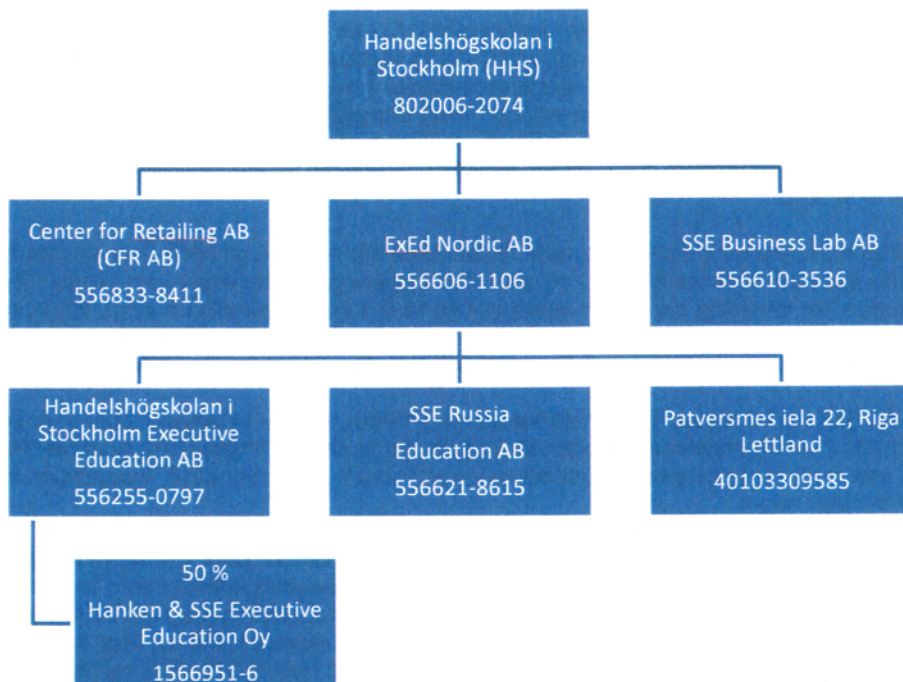 Handelshögskolan i
Stockholm (HHS)
802006-2074
Center for Retailing AB
(CFR AB)
556833-8411
ExEd Nordic AB
556606-1106
SSE Business Lab AB
556610-3536
Handelshögskolan i
Stockholm Executive
Education AB
556255-0797
SSE Russia
Education AB
556621-8615
Patversmes iela 22, Riga
Lettland
40103309585
50 %
Hanken & SSE Executive
Education Oy
1566951-6